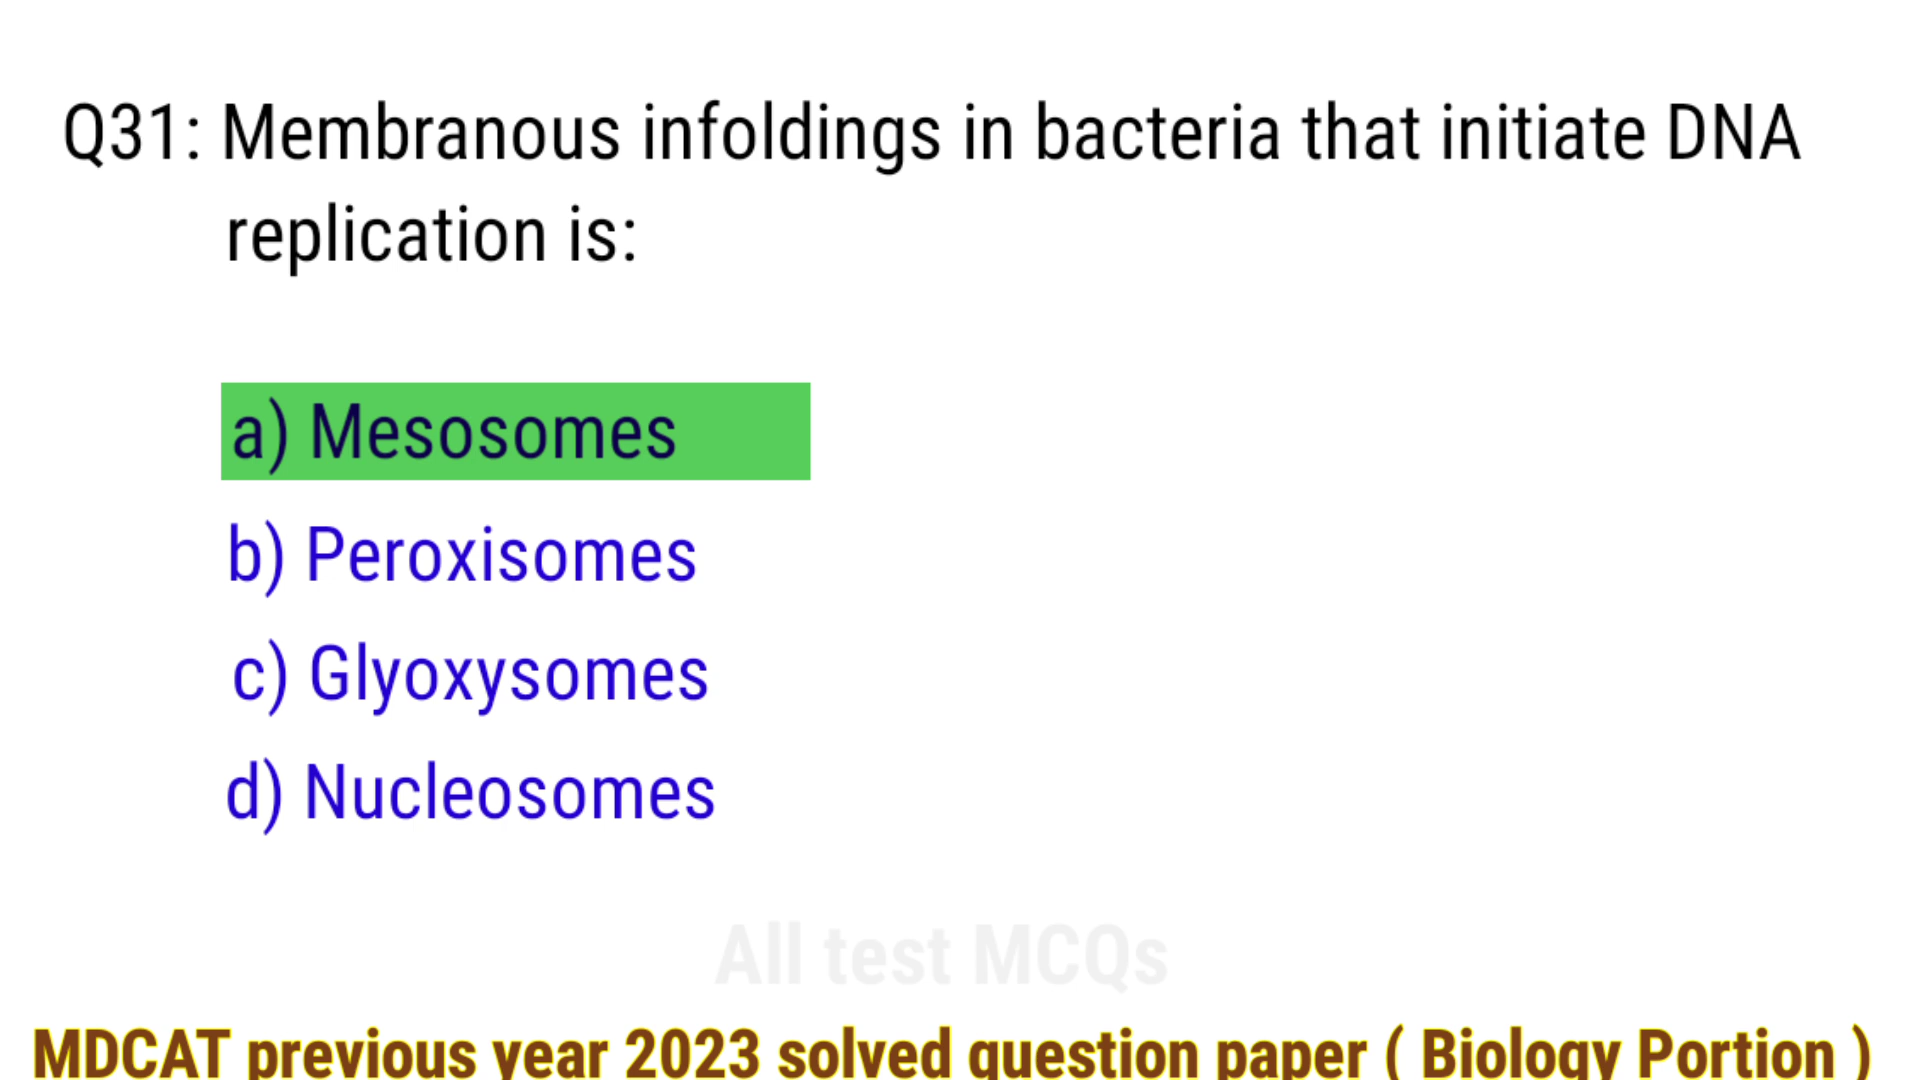 Q31: Membranous infoldings in bacteria that initiate DNA
replication is:
a) Mesosomes
b) Peroxisomes
c) Glyoxysomes
d) Nucleosomes
All test MCQs
MDCAT previous year 2023 solved question paper ( Biology Portion )